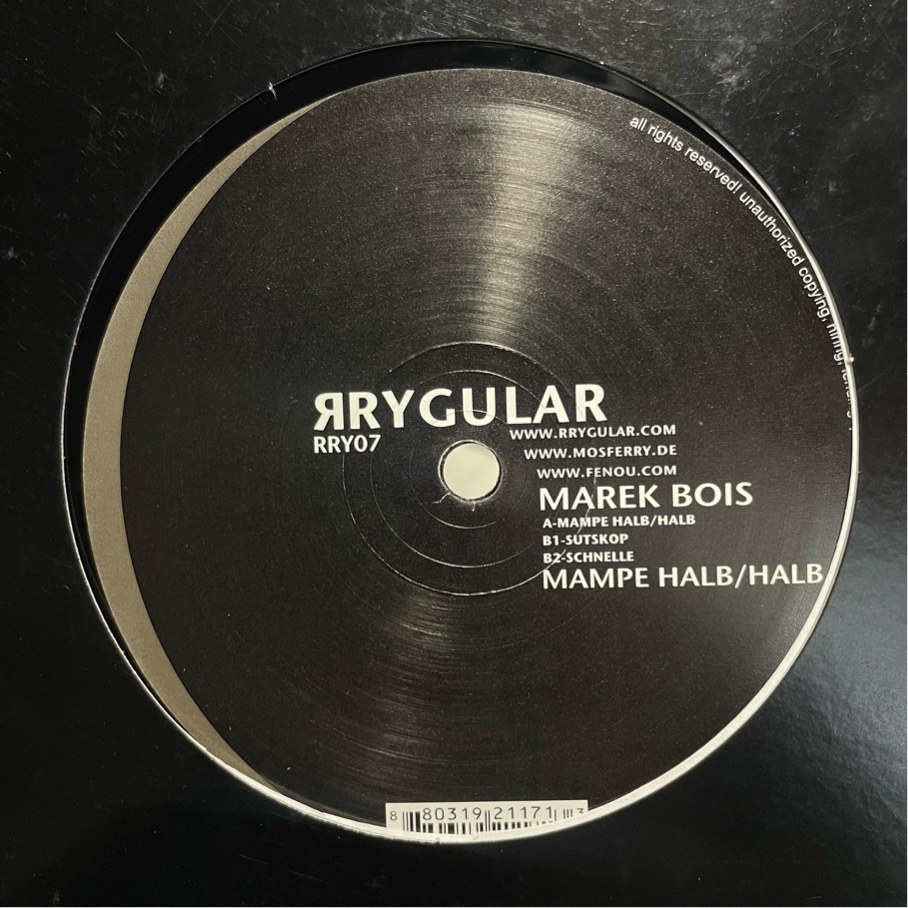 all rights reserved! unauthorized copying,
ЯRYGULAR
RRY07
WWW.RRYGULAR.COM
WWW.MOSFERRY.DE
WWW.FENOU.COM
MAREK BOIS
A-MAMPE HALB/HALB
B1-SUTSKOP
B2-SCHNELLE
MAMPE HALB/HALB
8 80319 21171 3